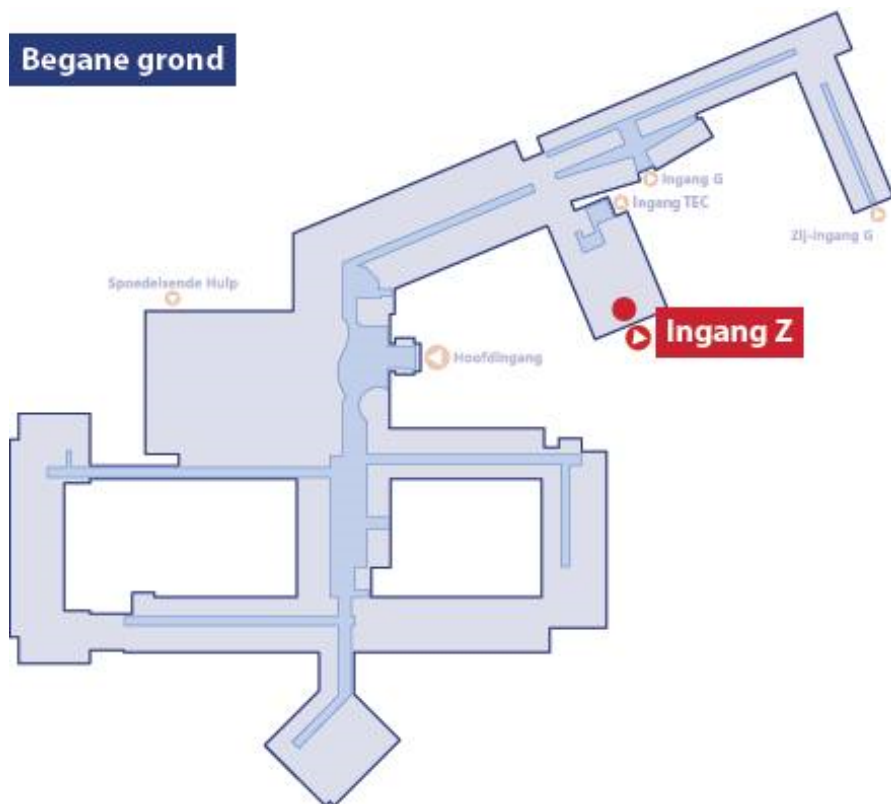 Begane grond
Ingang G
Ingang TEC
Zij-ingang G
Spoedeisende Hulp
Ingang Z
Hoofdingang